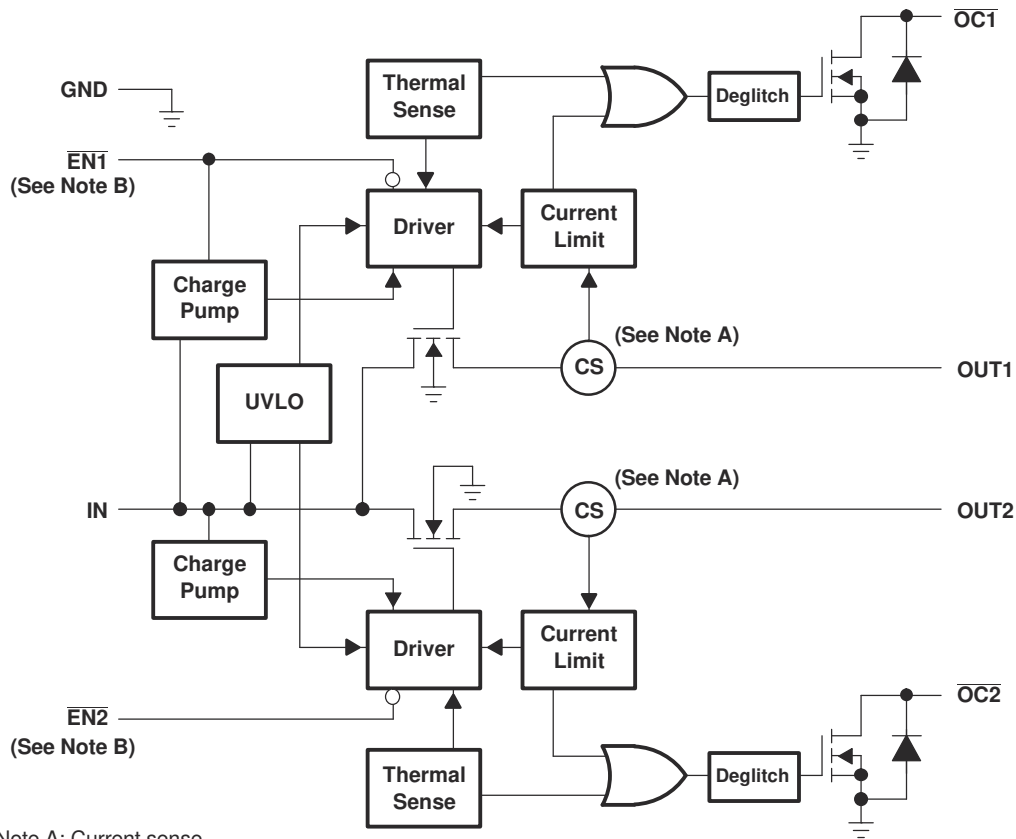 OC1
Thermal
Sense
GND
Deglitch
EN1
(See Note B)
Driver
Current
Limit
Charge
Pump
(See Note A)
CS
OUT1
UVLO
(See Note A)
IN
CS
OUT2
Charge
Pump
Driver
Current
Limit
OC2
EN2
(See Note B)
Thermal
Sense
Deglitch
Note A: Current sense